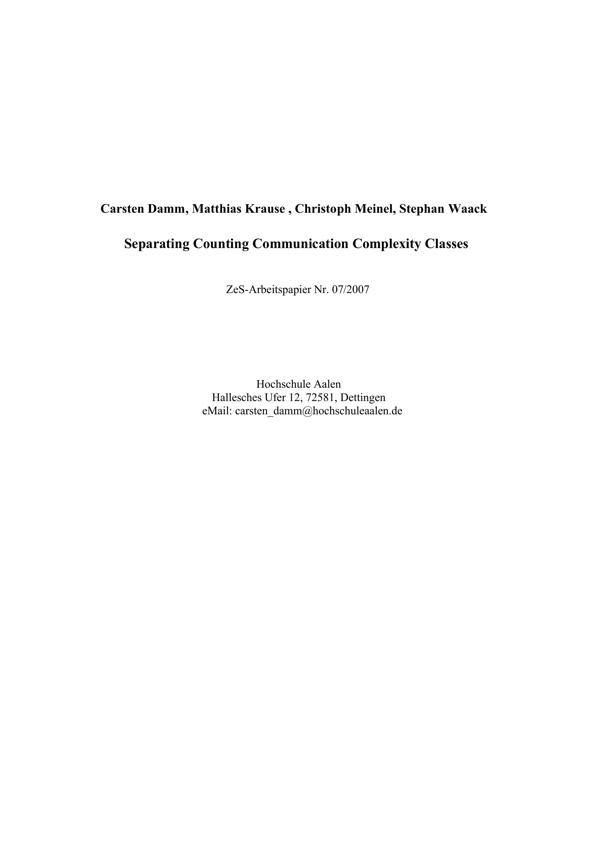 Carsten Damm, Matthias Krause , Christoph Meinel, Stephan Waack
Separating Counting Communication Complexity Classes
ZeS-Arbeitspapier Nr. 07/2007
Hochschule Aalen
Hallesches Ufer 12, 72581, Dettingen
eMail: carsten_damm@hochschuleaalen.de